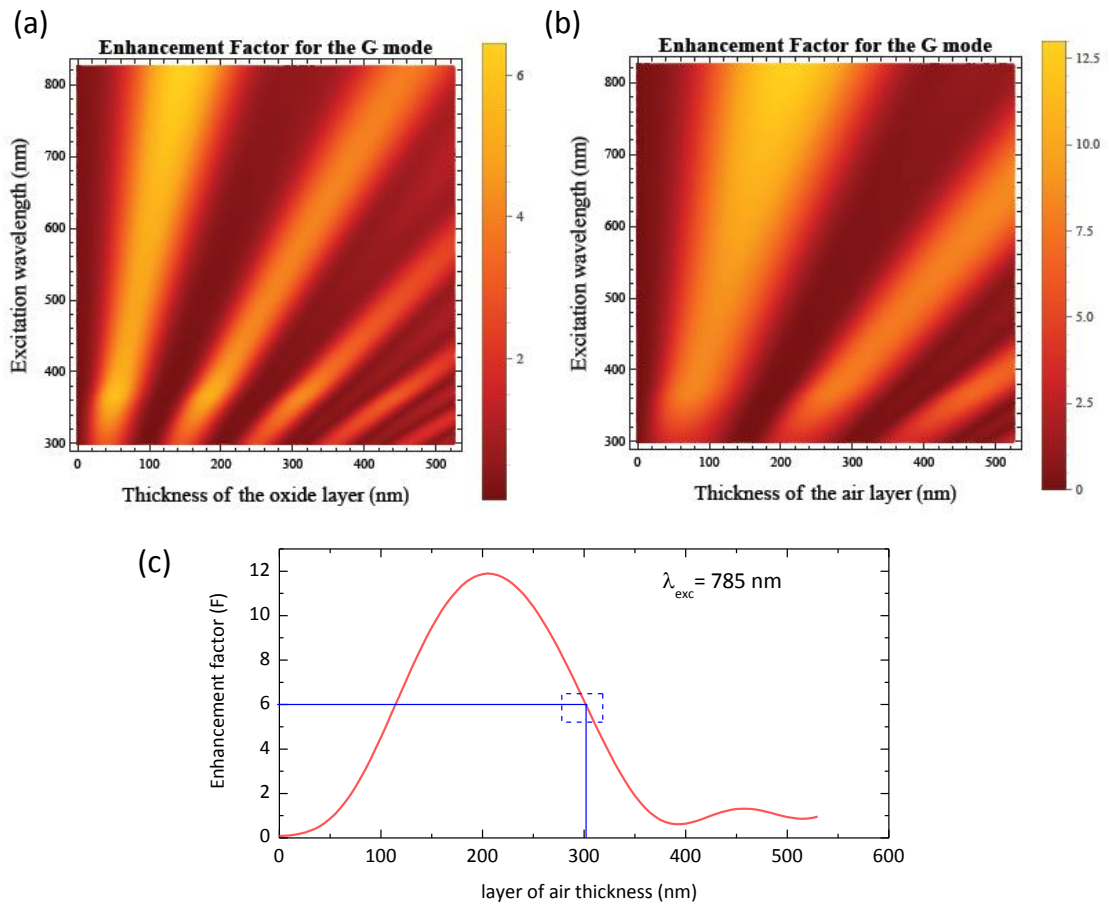 (a)
Enhancement Factor for the G mode
Excitation wavelength (nm)
800
700
600
500
400
300
0 100 200 300 400 500
Thickness of the oxide layer (nm)
6
4
2
(b)
Enhancement Factor for the G mode
Excitation wavelength (nm)
800
700
600
500
400
300
0 100 200 300 400 500
Thickness of the air layer (nm)
12.5
10.0
7.5
5.0
2.5
0
(c)
Enhancement factor (F)
12
10
8
6
4
2
0
λexc= 785 nm
0 100 200 300 400 500 600
layer of air thickness (nm)